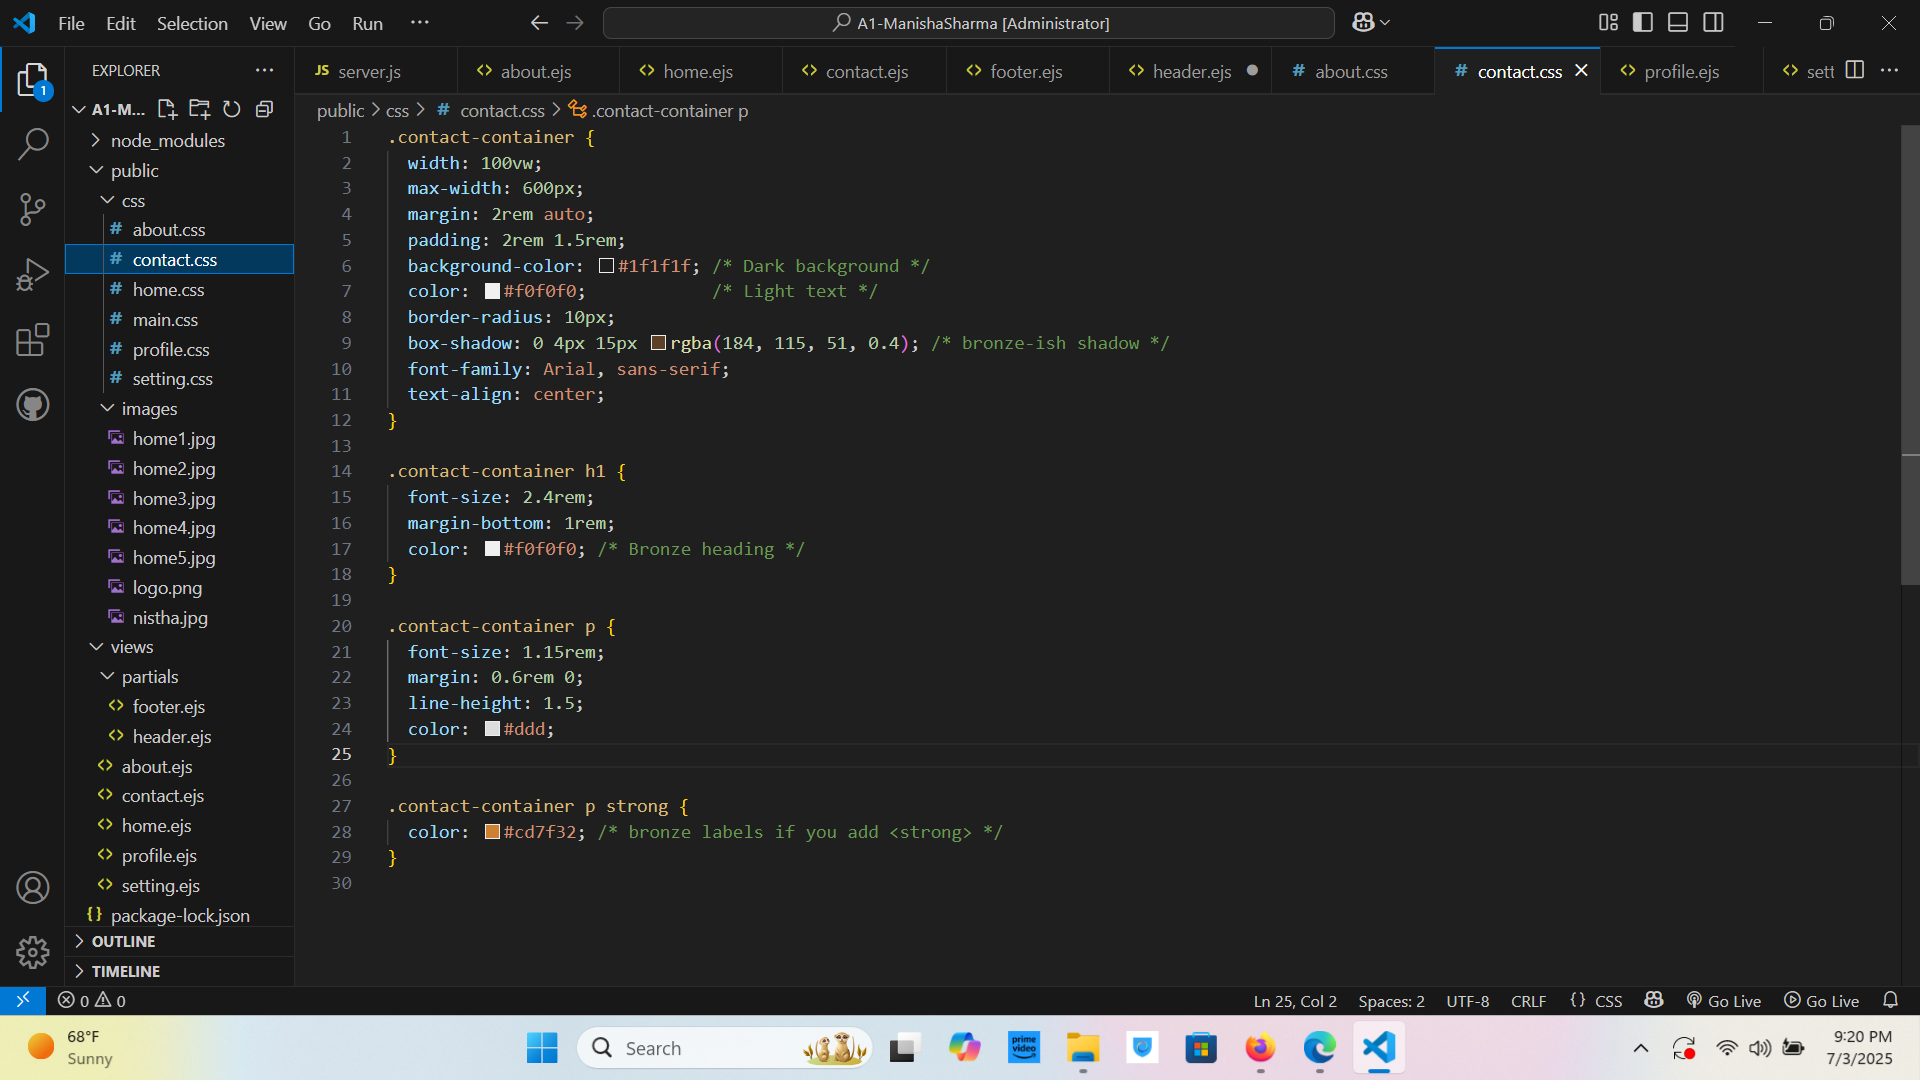 File Edit Selection View Go Run ··· A1-ManishaSharma [Administrator]
EXPLORER ···
JS server.js <> about.ejs <> home.ejs <> contact.ejs <> footer.ejs <> header.ejs ● # about.css # contact.css × <> profile.ejs <> sett ···
1
A1-M...
public > css > # contact.css > .contact-container p
node_modules
public
css
# about.css
# contact.css
# home.css
# main.css
# profile.css
# setting.css
images
home1.jpg
home2.jpg
home3.jpg
home4.jpg
home5.jpg
logo.png
nistha.jpg
views
partials
<> footer.ejs
<> header.ejs
<> about.ejs
<> contact.ejs
<> home.ejs
<> profile.ejs
<> setting.ejs
{} package-lock.json
OUTLINE
TIMELINE
1 .contact-container {
2 width: 100vw;
3 max-width: 600px;
4 margin: 2rem auto;
5 padding: 2rem 1.5rem;
6 background-color: #1f1f1f; /* Dark background */
7 color: #f0f0f0; /* Light text */
8 border-radius: 10px;
9 box-shadow: 0 4px 15px rgba(184, 115, 51, 0.4); /* bronze-ish shadow */
10 font-family: Arial, sans-serif;
11 text-align: center;
12 }
13
14 .contact-container h1 {
15 font-size: 2.4rem;
16 margin-bottom: 1rem;
17 color: #f0f0f0; /* Bronze heading */
18 }
19
20 .contact-container p {
21 font-size: 1.15rem;
22 margin: 0.6rem 0;
23 line-height: 1.5;
24 color: #ddd;
25 }
26
27 .contact-container p strong {
28 color: #cd7f32; /* bronze labels if you add <strong> */
29 }
30
0 0 Ln 25, Col 2 Spaces: 2 UTF-8 CRLF {} CSS Go Live Go Live
68°F
Sunny
Search
prime video
9:20 PM
7/3/2025